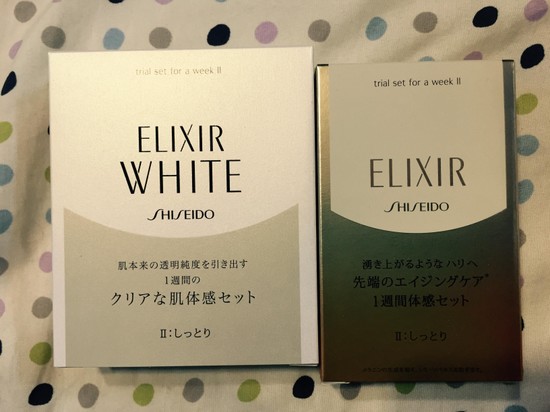 trial set for a week II
ELIXIR
WHITE
SHISEIDO
肌本来の透明純度を引き出す
1週間の
クリアな肌体感セット
II：しっとり
trial set for a week II
ELIXIR
SHISEIDO
湧き上がるような ハリへ
先端のエイジングケア*
1週間体感セット
II：しっとり